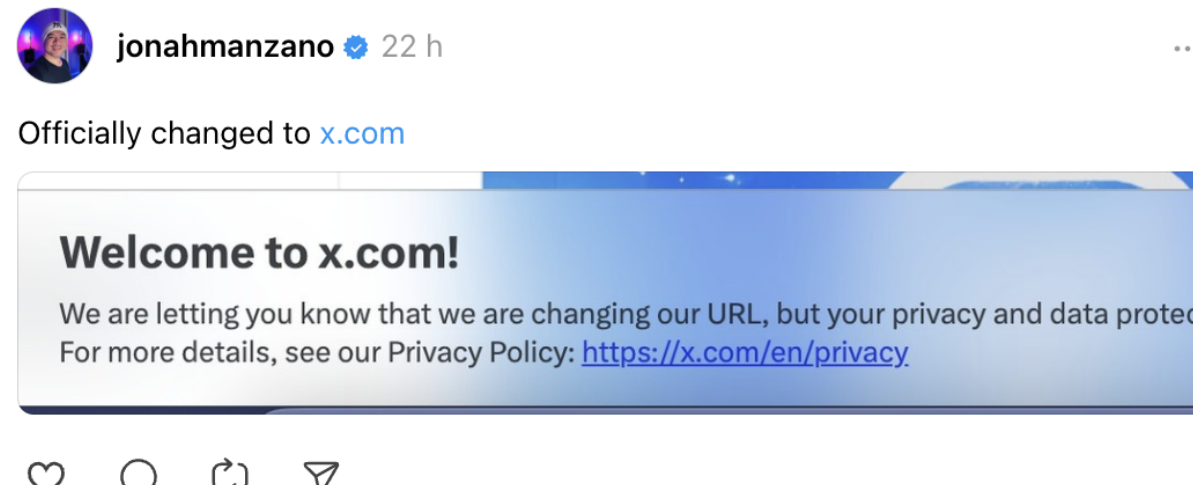 jonahmanzano 22 h
Officially changed to x.com
Welcome to x.com!
We are letting you know that we are changing our URL, but your privacy and data protec
For more details, see our Privacy Policy: https://x.com/en/privacy